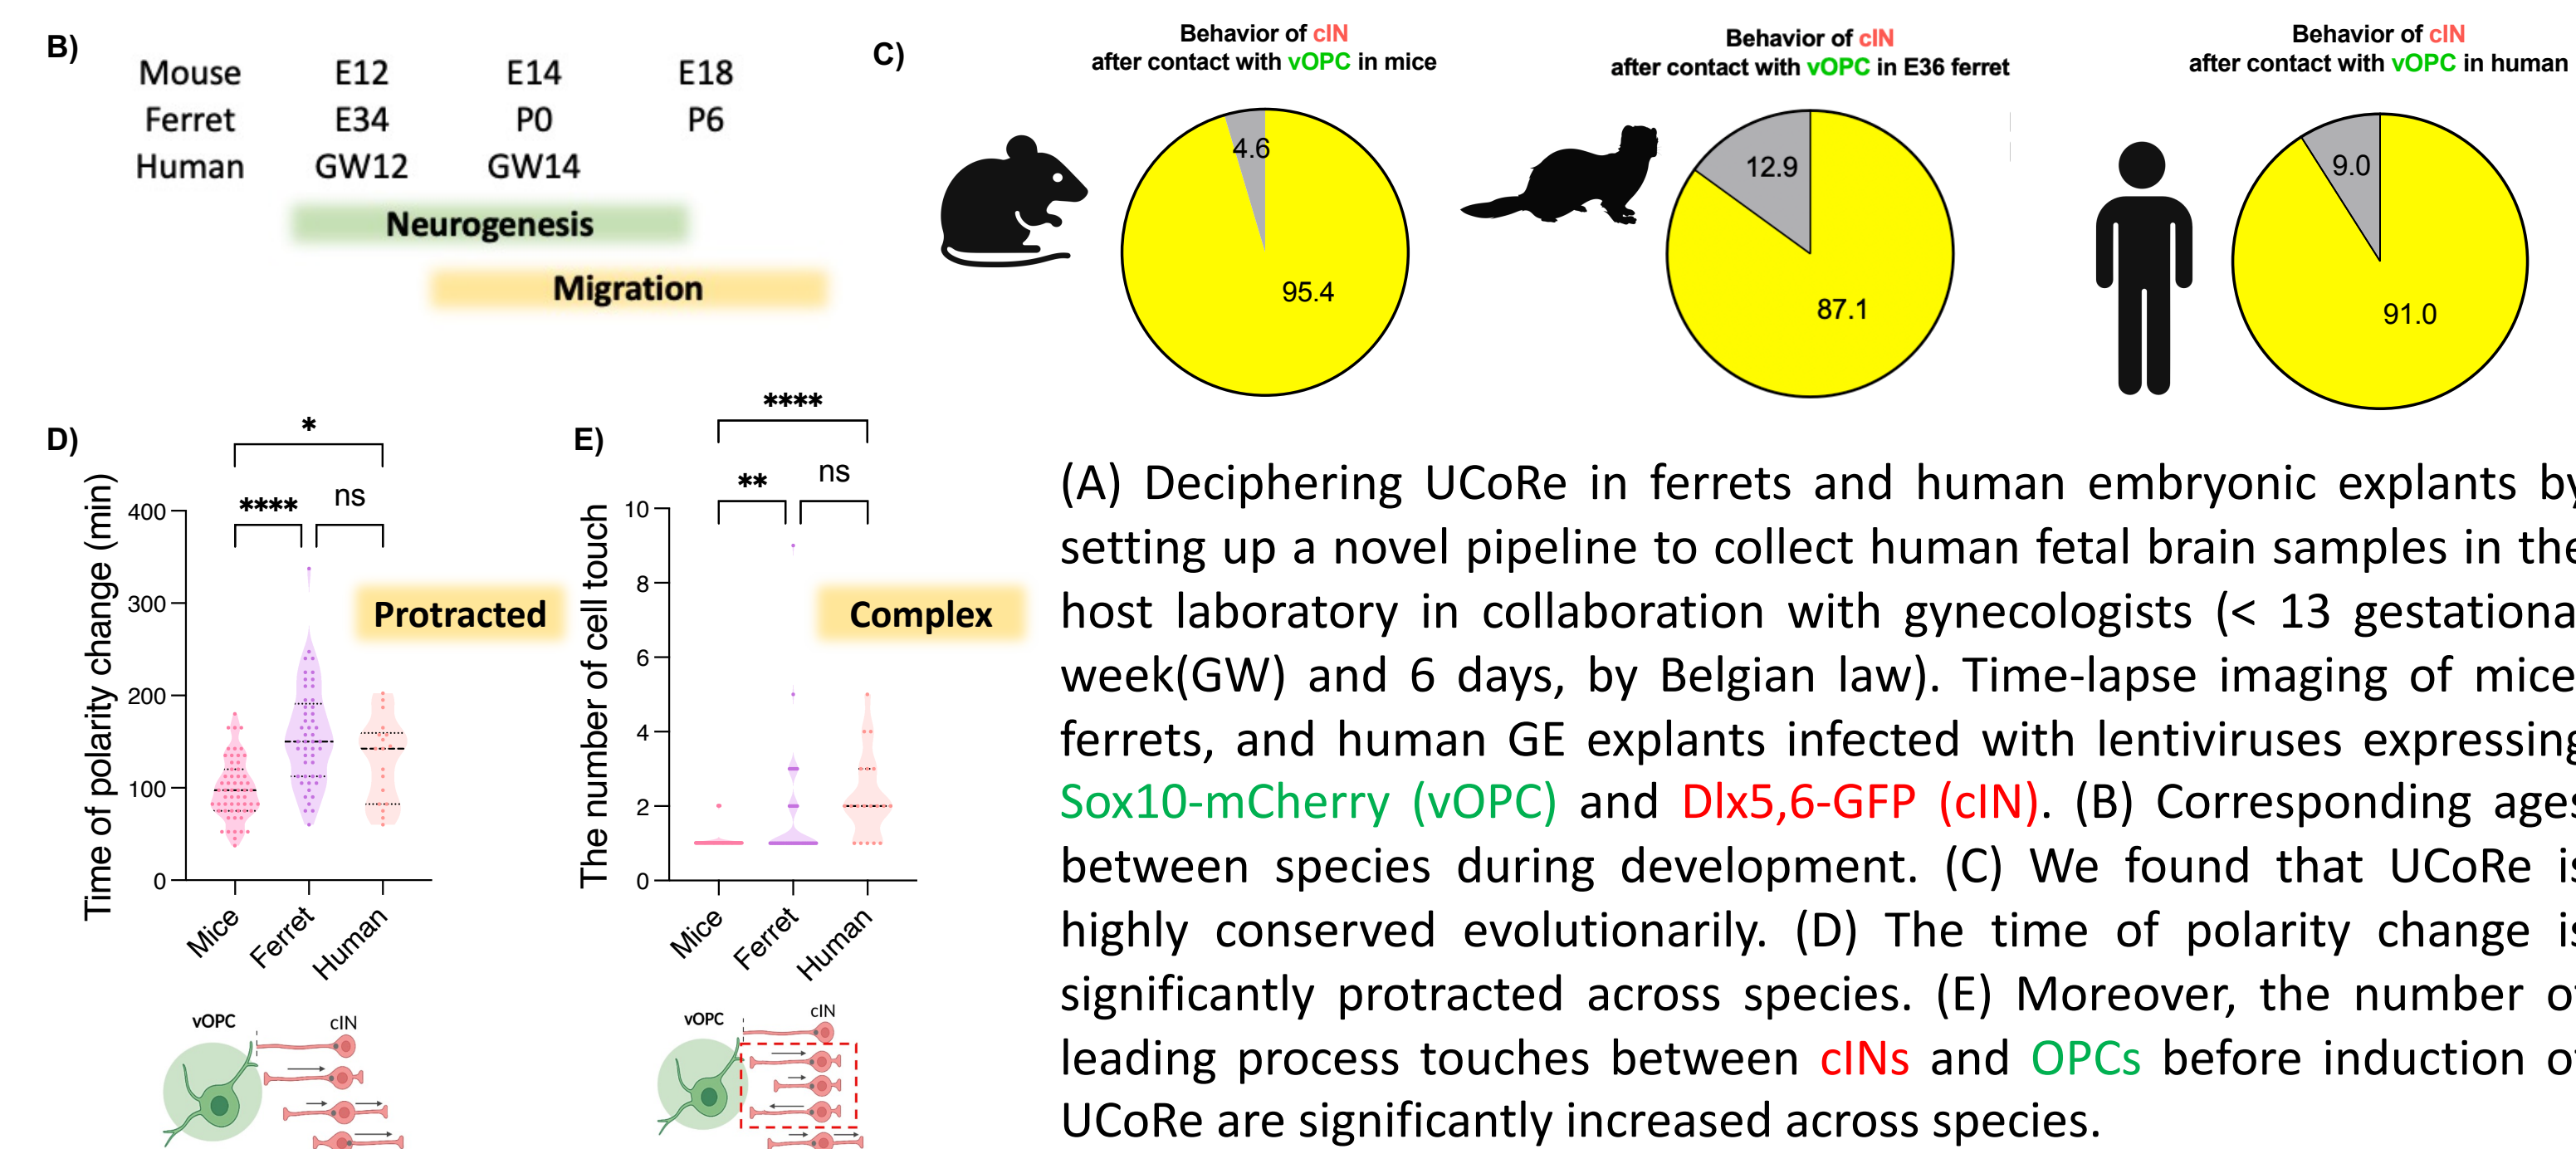 B)
Mouse E12 E14 E18
Ferret E34 P0 P6
Human GW12 GW14
Neurogenesis
Migration
C)
Behavior of cIN
after contact with vOPC in mice
4.6
95.4
Behavior of cIN
after contact with vOPC in E36 ferret
12.9
87.1
Behavior of cIN
after contact with vOPC in human
9.0
91.0
D)
Time of polarity change (min)
400
300
200
100
0
*
****
ns
Protracted
Mice
Ferret
Human
vOPC
cIN
E)
The number of cell touch
10
8
6
4
2
0
****
**
ns
Complex
Mice
Ferret
Human
vOPC
cIN
(A) Deciphering UCoRe in ferrets and human embryonic explants by
setting up a novel pipeline to collect human fetal brain samples in the
host laboratory in collaboration with gynecologists (< 13 gestational
week(GW) and 6 days, by Belgian law). Time-lapse imaging of mice,
ferrets, and human GE explants infected with lentiviruses expressing
Sox10-mCherry (vOPC) and Dlx5,6-GFP (cIN). (B) Corresponding ages
between species during development. (C) We found that UCoRe is
highly conserved evolutionarily. (D) The time of polarity change is
significantly protracted across species. (E) Moreover, the number of
leading process touches between cINs and OPCs before induction of
UCoRe are significantly increased across species.